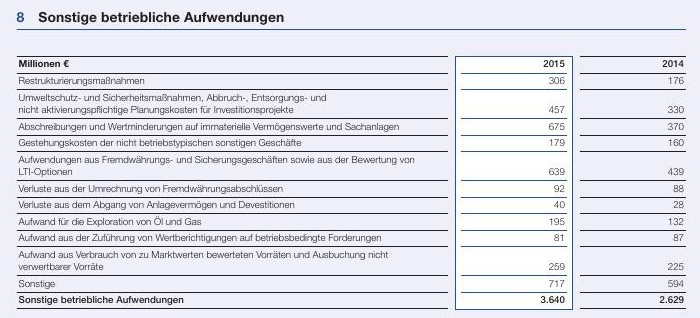 8 Sonstige betriebliche Aufwendungen
Millionen € 2015 2014
Restrukturierungsmaßnahmen 306 176
Umweltschutz- und Sicherheitsmaßnahmen, Abbruch-, Entsorgungs- und
nicht aktivierungspflichtige Planungskosten für Investitionsprojekte 457 330
Abschreibungen und Wertminderungen auf immaterielle Vermögenswerte und Sachanlagen 675 370
Gestehungskosten der nicht betriebstypischen sonstigen Geschäfte 179 160
Aufwendungen aus Fremdwährungs- und Sicherungsgeschäften sowie aus der Bewertung von
LTI-Optionen 639 439
Verluste aus der Umrechnung von Fremdwährungsabschlüssen 92 88
Verluste aus dem Abgang von Anlagevermögen und Devestitionen 40 28
Aufwand für die Exploration von Öl und Gas 195 132
Aufwand aus der Zuführung von Wertberichtigungen auf betriebsbedingte Forderungen 81 87
Aufwand aus Verbrauch von zu Marktwerten bewerteten Vorräten und Ausbuchung nicht
verwertbarer Vorräte 259 225
Sonstige 717 594
Sonstige betriebliche Aufwendungen 3.640 2.629